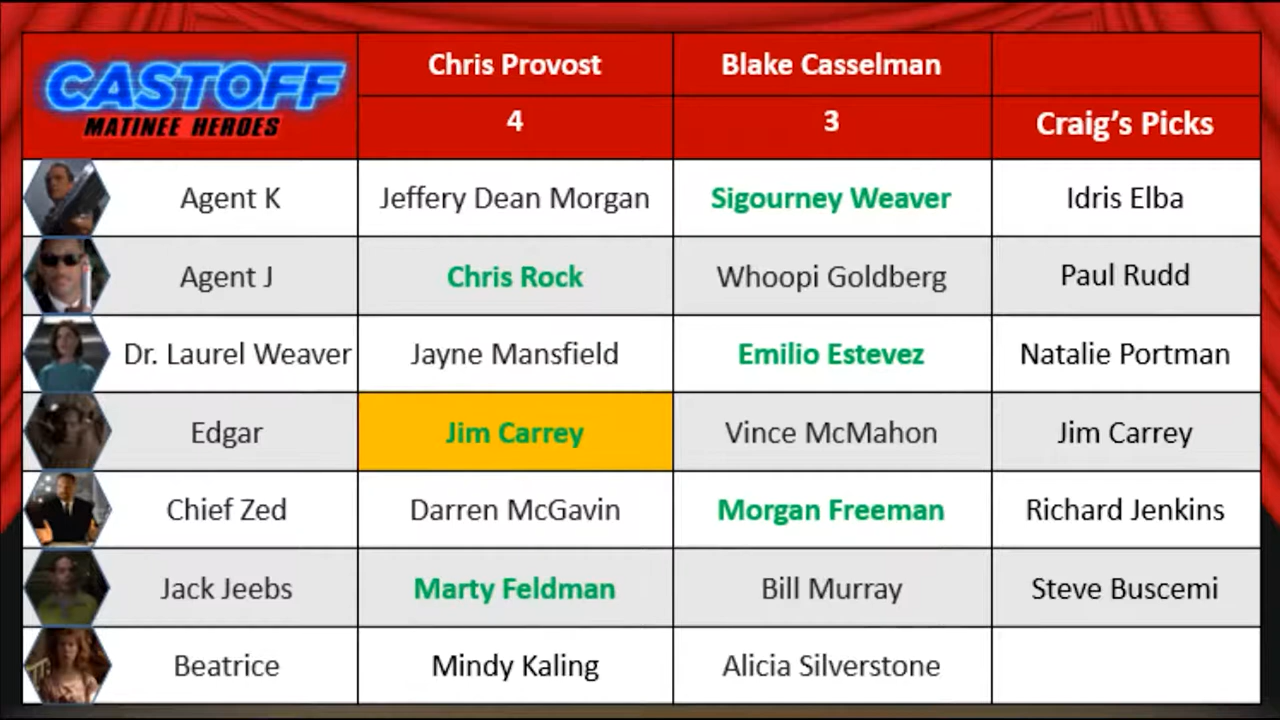 CASTOFF
MATINEE HEROES
Chris Provost
Blake Casselman
4
3
Craig's Picks
Agent K
Jeffery Dean Morgan
Sigourney Weaver
Idris Elba
Agent J
Chris Rock
Whoopi Goldberg
Paul Rudd
Dr. Laurel Weaver
Jayne Mansfield
Emilio Estevez
Natalie Portman
Edgar
Jim Carrey
Vince McMahon
Jim Carrey
Chief Zed
Darren McGavin
Morgan Freeman
Richard Jenkins
Jack Jeebs
Marty Feldman
Bill Murray
Steve Buscemi
Beatrice
Mindy Kaling
Alicia Silverstone